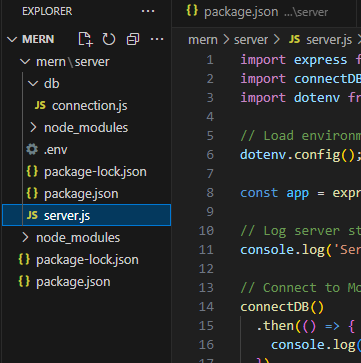 EXPLORER
MERN
mern\server
db
JS connection.js
node_modules
.env
{} package-lock.json
{} package.json
JS server.js
node_modules
{} package-lock.json
{} package.json
{} package.json ...\server
mern > server > JS server.js
1 import express f
2 import connectDB
3 import dotenv fr
4
5 // Load environm
6 dotenv.config();
7
8 const app = expr
9
10 // Log server st
11 console.log('Ser
12
13 // Connect to Mo
14 connectDB()
15 .then(() => {
16 console.log(
17 })